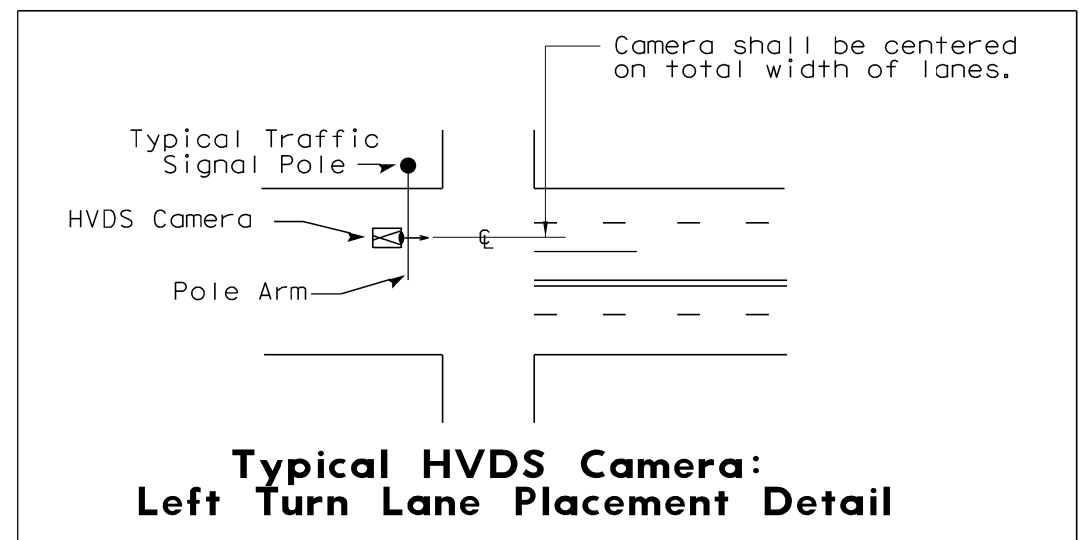 Camera shall be centered
on total width of lanes.
Typical Traffic
Signal Pole
HVDS Camera
℄
Pole Arm
Typical HVDS Camera:
Left Turn Lane Placement Detail